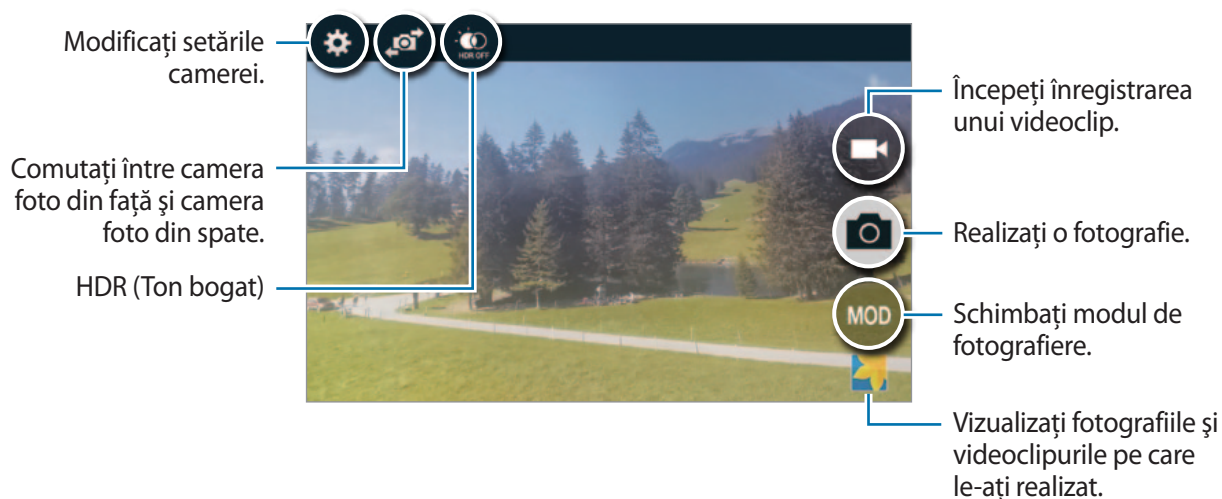 Modificați setările
camerei.
Comutați între camera
foto din față şi camera
foto din spate.
HDR (Ton bogat)
HDR OFF
MOD
Începeți înregistrarea
unui videoclip.
Realizați o fotografie.
Schimbați modul de
fotografiere.
Vizualizați fotografiile şi
videoclipurile pe care
le-ați realizat.